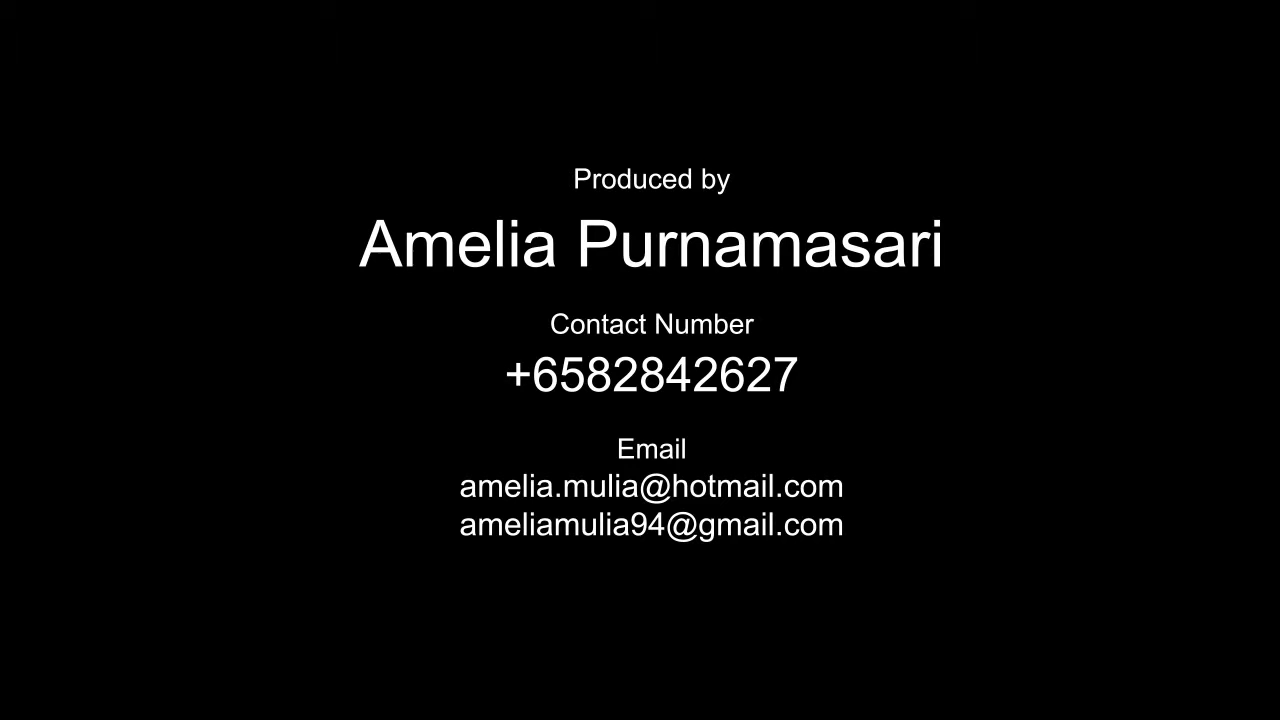 Produced by
Amelia Purnamasari
Contact Number
+6582842627
Email
amelia.mulia@hotmail.com
ameliamulia94@gmail.com